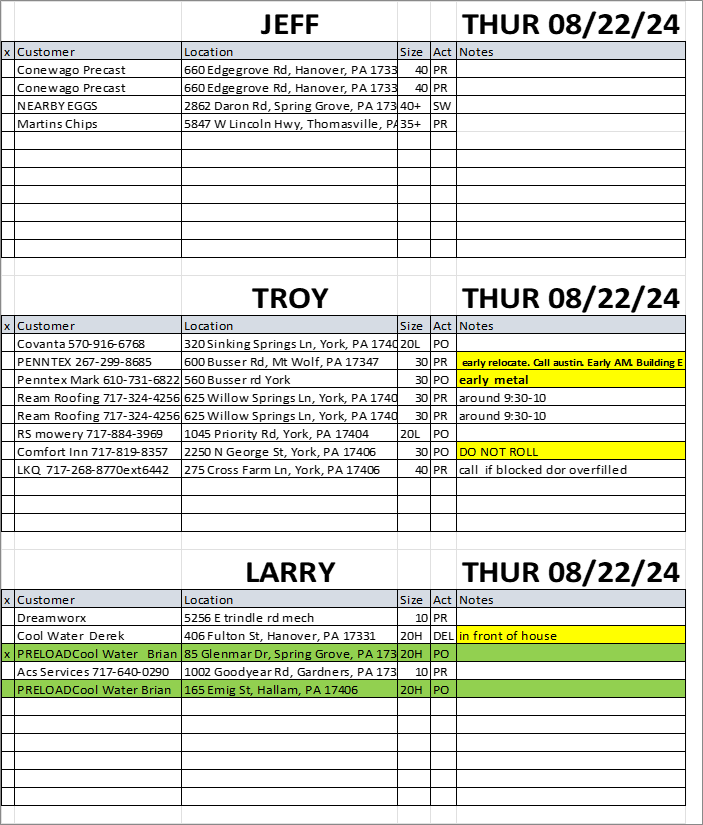 JEFF THUR 08/22/24
x Customer Location Size Act Notes
Conewago Precast 660 Edgegrove Rd, Hanover, PA 1733 40 PR
Conewago Precast 660 Edgegrove Rd, Hanover, PA 1733 40 PR
NEARBY EGGS 2862 Daron Rd, Spring Grove, PA 173 40+ SW
Martins Chips 5847 W Lincoln Hwy, Thomasville, PA 35+ PR
TROY THUR 08/22/24
x Customer Location Size Act Notes
Covanta 570-916-6768 320 Sinking Springs Ln, York, PA 1740 20L PO
PENNTEX 267-299-8685 600 Busser Rd, Mt Wolf, PA 17347 30 PR early relocate. Call austin. Early AM. Building E
Penntex Mark 610-731-6822 560 Busser rd York 30 PO early metal
Ream Roofing 717-324-4256 625 Willow Springs Ln, York, PA 1740 30 PR around 9:30-10
Ream Roofing 717-324-4256 625 Willow Springs Ln, York, PA 1740 30 PR around 9:30-10
RS mowery 717-884-3969 1045 Priority Rd, York, PA 17404 20L PO
Comfort Inn 717-819-8357 2250 N George St, York, PA 17406 30 PO DO NOT ROLL
LKQ 717-268-8770ext6442 275 Cross Farm Ln, York, PA 17406 40 PR call if blocked dor overfilled
LARRY THUR 08/22/24
x Customer Location Size Act Notes
Dreamworx 5256 E trindle rd mech 10 PR
Cool Water Derek 406 Fulton St, Hanover, PA 17331 20H DEL in front of house
x PRELOADCool Water Brian 85 Glenmar Dr, Spring Grove, PA 173 20H PO
Acs Services 717-640-0290 1002 Goodyear Rd, Gardners, PA 173 10 PR
PRELOADCool Water Brian 165 Emig St, Hallam, PA 17406 20H PO